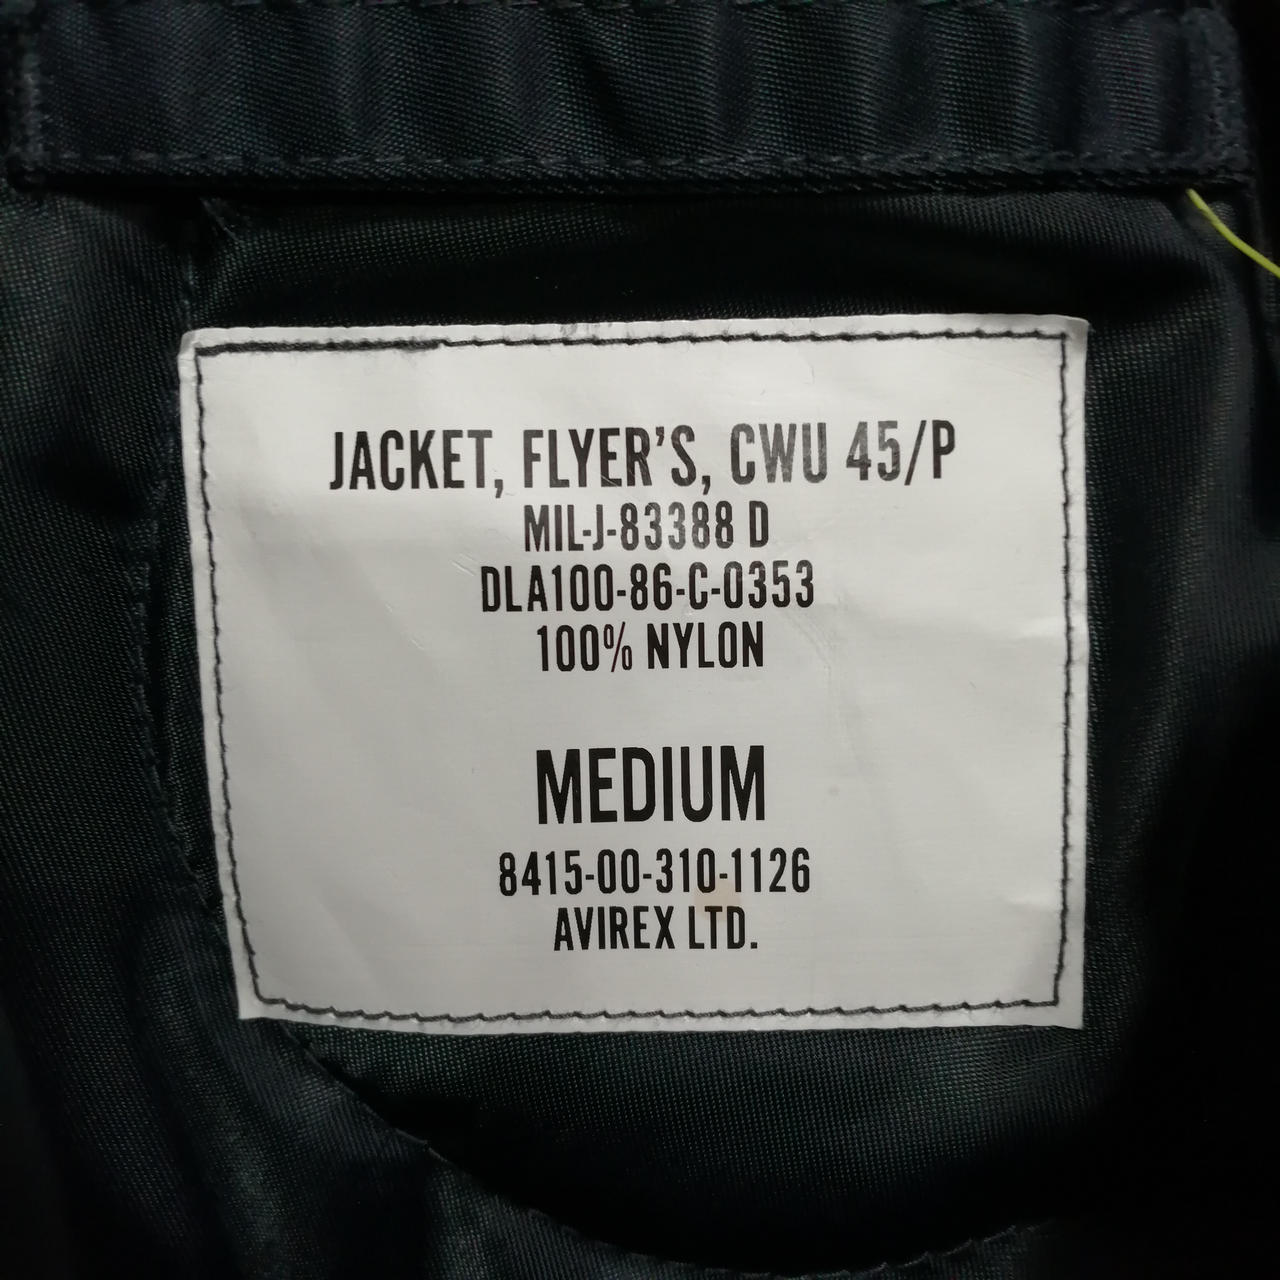 JACKET, FLYER'S, CWU 45/P
MIL-J-83388 D
DLA100-86-C-0353
100% NYLON
MEDIUM
8415-00-310-1126
AVIREX LTD.